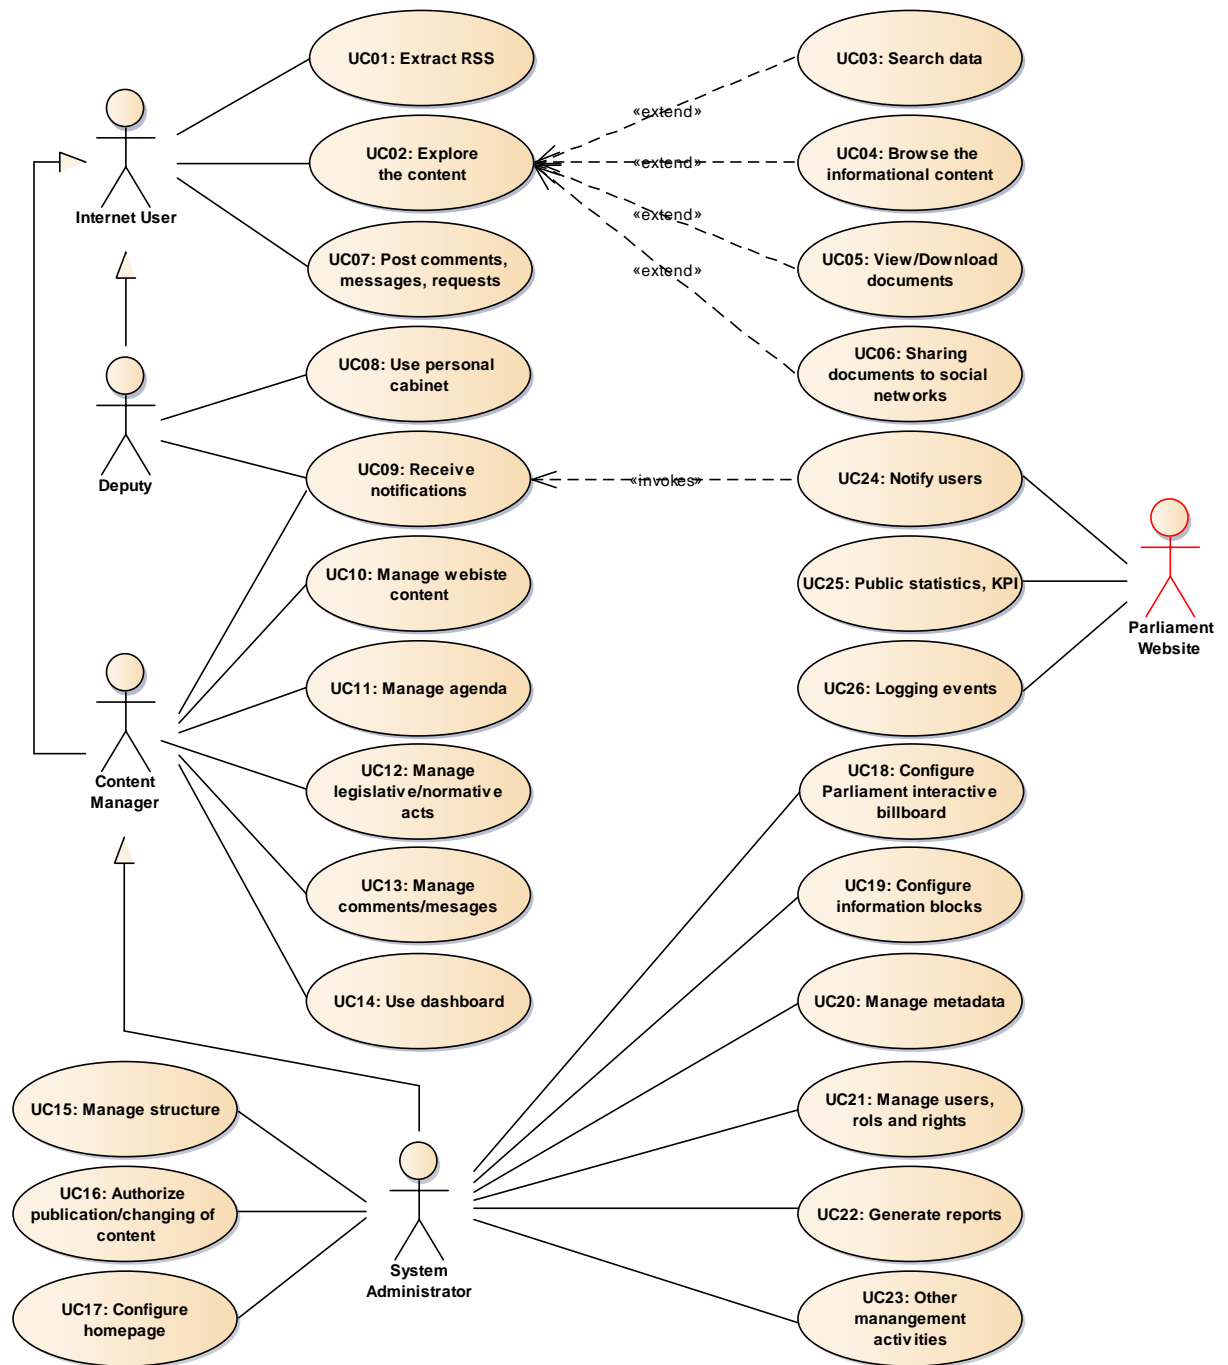 UC01: Extract RSS
UC03: Search data
«extend»
UC02: Explore
the content
«extend»
UC04: Browse the
informational content
Internet User
«extend»
UC07: Post comments,
messages, requests
«extend»
UC05: View/Download
documents
UC08: Use personal
cabinet
UC06: Sharing
documents to social
networks
Deputy
UC09: Receive
notifications
«invokes»
UC24: Notify users
UC10: Manage webiste
content
UC25: Public statistics, KPI
Parliament
Website
UC11: Manage agenda
UC26: Logging events
Content
Manager
UC12: Manage
legislative/normative
acts
UC18: Configure
Parliament interactive
billboard
UC13: Manage
comments/mesages
UC19: Configure
information blocks
UC14: Use dashboard
UC20: Manage metadata
UC15: Manage structure
UC21: Manage users,
rols and rights
UC16: Authorize
publication/changing of
content
UC22: Generate reports
System
Administrator
UC17: Configure
homepage
UC23: Other
manangement
activities